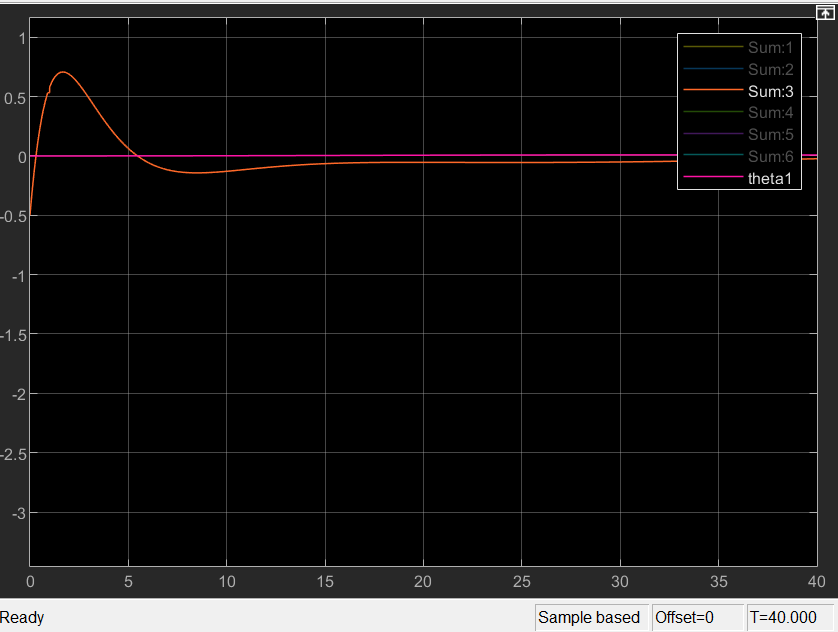 1
0.5
0
-0.5
-1
-1.5
-2
-2.5
-3
Sum:1
Sum:2
Sum:3
Sum:4
Sum:5
Sum:6
theta1
0 5 10 15 20 25 30 35 40
Ready Sample based Offset=0 T=40.000